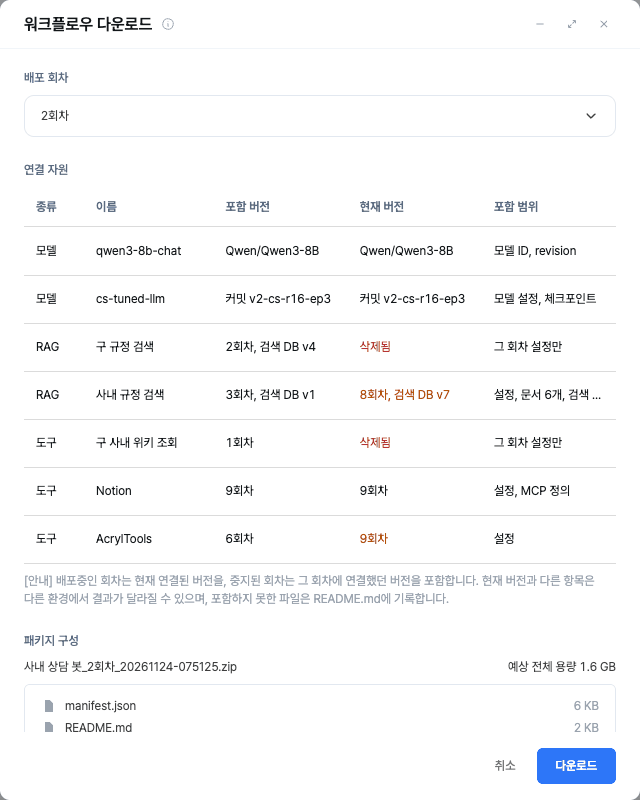 워크플로우 다운로드
배포 회차
2회차
연결 자원
종류 이름 포함 버전 현재 버전 포함 범위
모델 qwen3-8b-chat Qwen/Qwen3-8B Qwen/Qwen3-8B 모델 ID, revision
모델 cs-tuned-llm 커밋 v2-cs-r16-ep3 커밋 v2-cs-r16-ep3 모델 설정, 체크포인트
RAG 구 규정 검색 2회차, 검색 DB v4 삭제됨 그 회차 설정만
RAG 사내 규정 검색 3회차, 검색 DB v1 8회차, 검색 DB v7 설정, 문서 6개, 검색 ...
도구 구 사내 위키 조회 1회차 삭제됨 그 회차 설정만
도구 Notion 9회차 9회차 설정, MCP 정의
도구 AcrylTools 6회차 9회차 설정
[안내] 배포중인 회차는 현재 연결된 버전을, 중지된 회차는 그 회차에 연결했던 버전을 포함합니다. 현재 버전과 다른 항목은
다른 환경에서 결과가 달라질 수 있으며, 포함하지 못한 파일은 README.md에 기록합니다.
패키지 구성
사내 상담 봇_2회차_20261124-075125.zip 예상 전체 용량 1.6 GB
manifest.json 6 KB
README.md 2 KB
취소 다운로드